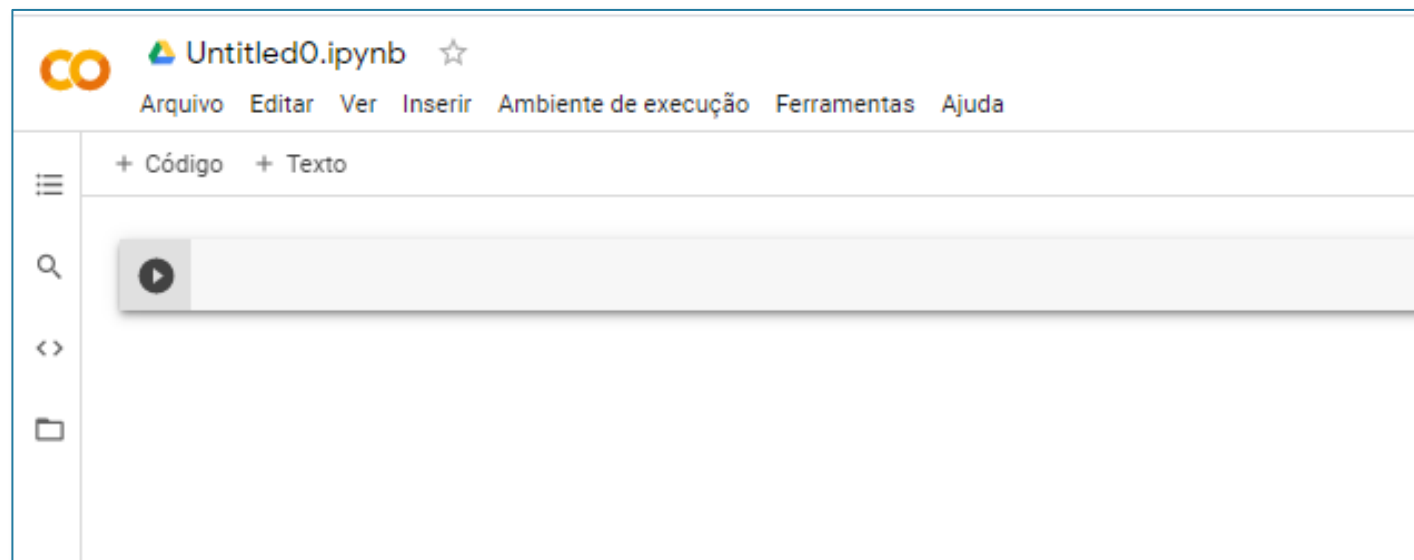 CO
Untitled0.ipynb
Arquivo Editar Ver Inserir Ambiente de execução Ferramentas Ajuda
+ Código + Texto